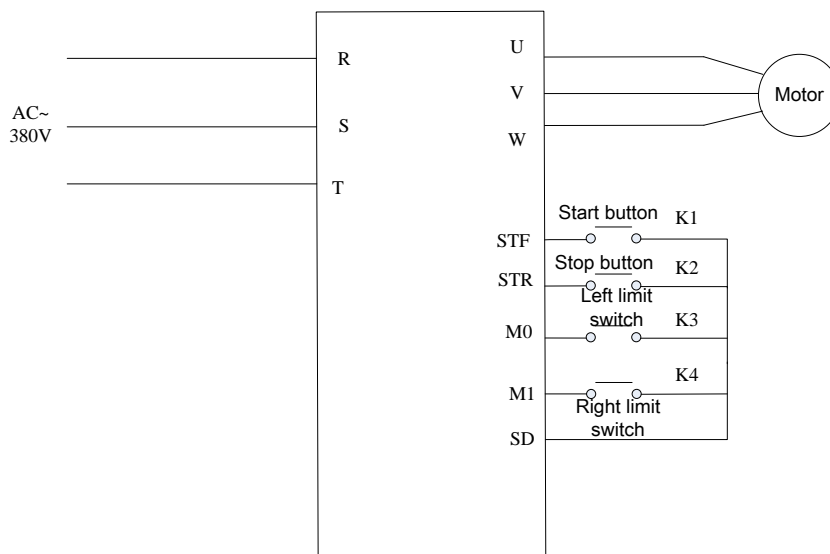 R
U
V
Motor
AC~
380V
S
W
T
Start button
K1
STF
Stop button
K2
STR
Left limit
switch
K3
M0
K4
M1
Right limit
switch
SD